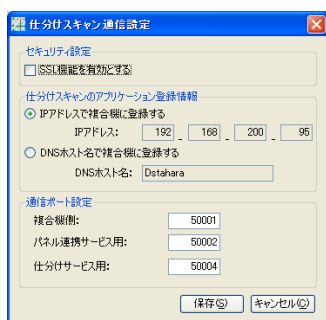 仕分けスキャン通信設定
セキュリティ設定
SSL機能を有効とする
仕分けスキャンのアプリケーション登録情報
IPアドレスで複合機に登録する
IPアドレス: 192 . 168 . 200 . 95
DNSホスト名で複合機に登録する
DNSホスト名: Dstahara
通信ポート設定
複合機側: 50001
パネル連携サービス用: 50002
仕分けサービス用: 50004
保存(S) キャンセル(C)